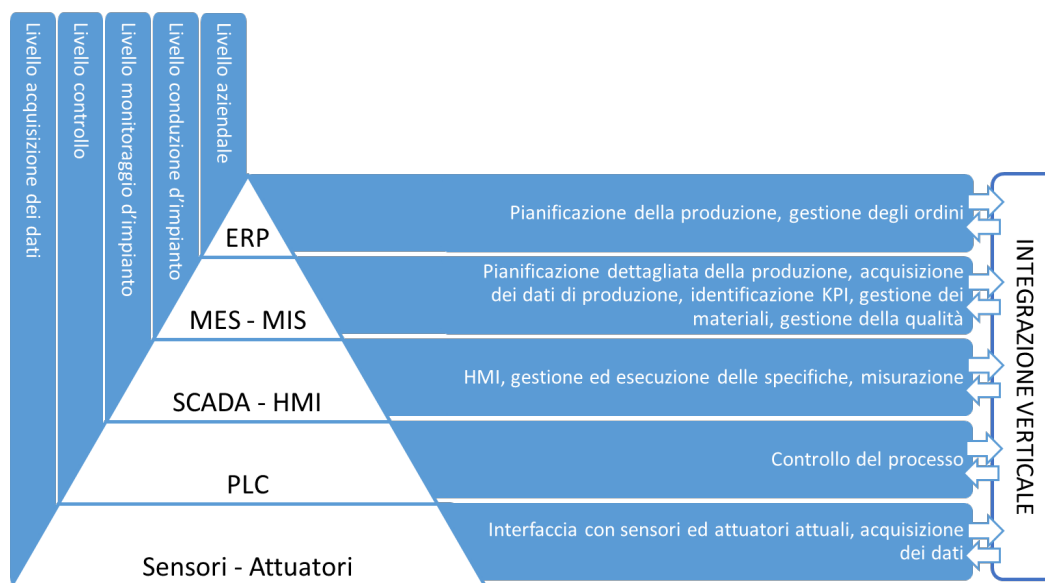 Livello acquisizione dei dati
Livello controllo
Livello monitoraggio d'impianto
Livello conduzione d'impianto
Livello aziendale
ERP
Pianificazione della produzione, gestione degli ordini
MES - MIS
Pianificazione dettagliata della produzione, acquisizione
dei dati di produzione, identificazione KPI, gestione dei
materiali, gestione della qualità
SCADA - HMI
HMI, gestione ed esecuzione delle specifiche, misurazione
PLC
Controllo del processo
Sensori - Attuatori
Interfaccia con sensori ed attuatori attuali, acquisizione
dei dati
INTEGRAZIONE VERTICALE